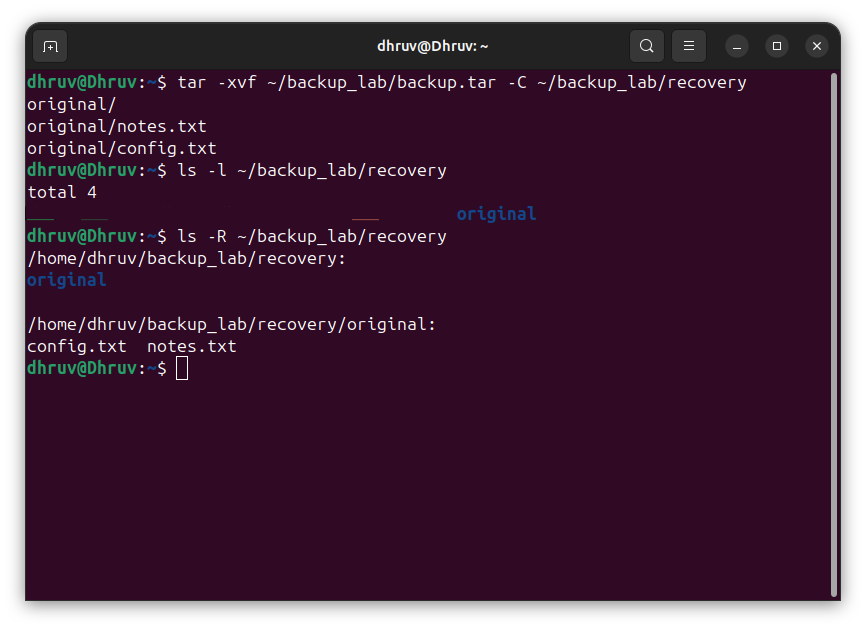 dhruv@Dhruv: ~
dhruv@Dhruv:~$ tar -xvf ~/backup_lab/backup.tar -C ~/backup_lab/recovery
original/
original/notes.txt
original/config.txt
dhruv@Dhruv:~$ ls -l ~/backup_lab/recovery
total 4
original
dhruv@Dhruv:~$ ls -R ~/backup_lab/recovery
/home/dhruv/backup_lab/recovery:
original
/home/dhruv/backup_lab/recovery/original:
config.txt  notes.txt
dhruv@Dhruv:~$